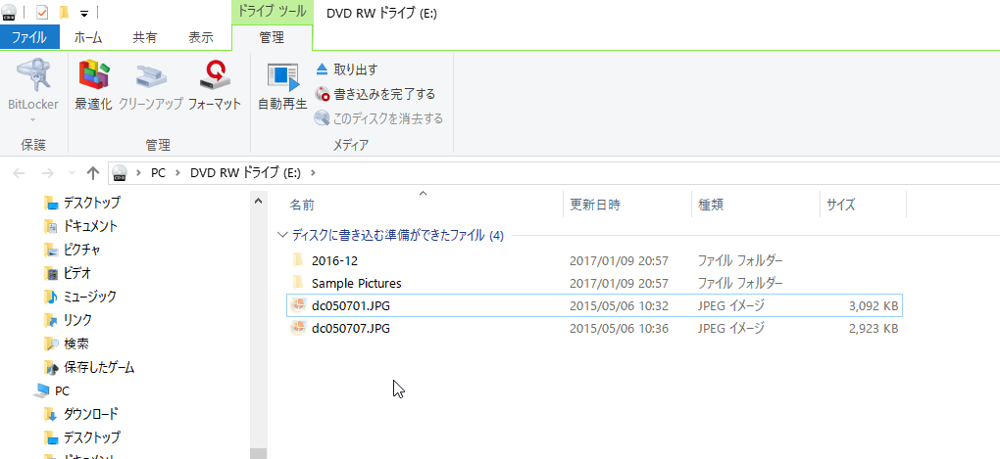 ドライブ ツール
DVD RW ドライブ (E:)
ファイル
ホーム
共有
表示
管理
BitLocker
最適化
クリーンアップ
フォーマット
自動再生
取り出す
書き込みを完了する
このディスクを消去する
保護
管理
メディア
PC
DVD RW ドライブ (E:)
デスクトップ
ドキュメント
ピクチャ
ビデオ
ミュージック
リンク
検索
保存したゲーム
PC
ダウンロード
デスクトップ
ドキュメント
名前 更新日時 種類 サイズ
ディスクに書き込む準備ができたファイル (4)
2016-12 2017/01/09 20:57 ファイル フォルダー
Sample Pictures 2017/01/09 20:57 ファイル フォルダー
dc050701.JPG 2015/05/06 10:32 JPEG イメージ 3,092 KB
dc050707.JPG 2015/05/06 10:36 JPEG イメージ 2,923 KB